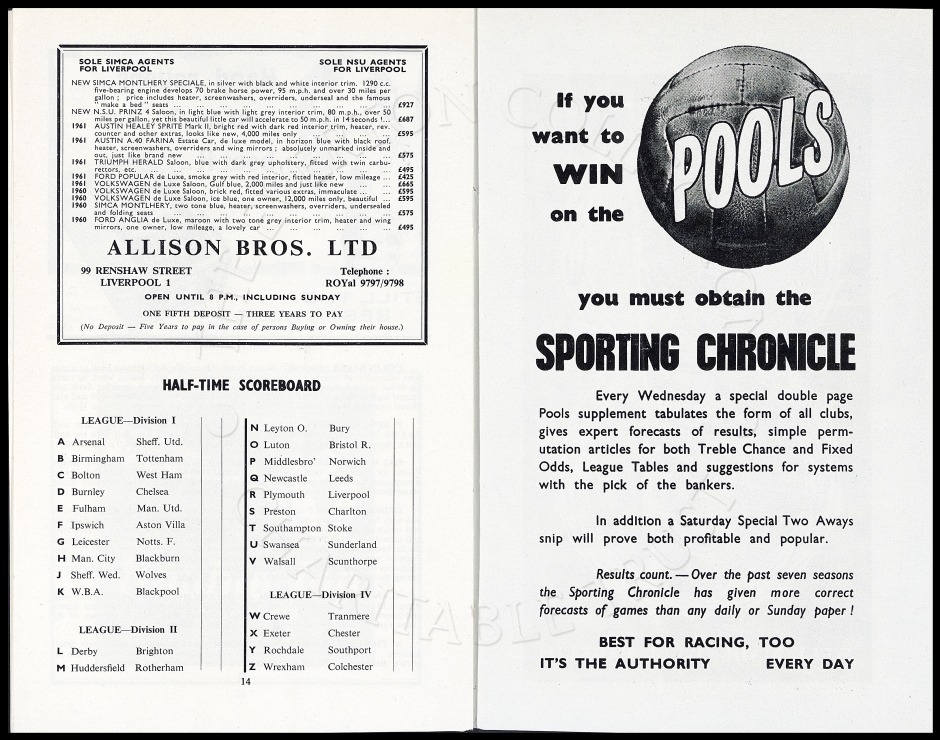 SOLE SIMCA AGENTS
FOR LIVERPOOL
SOLE NSU AGENTS
FOR LIVERPOOL
NEW SIMCA MONTLHERY SPECIALE, in silver with black and white interior trim. 1290 c.c.
five-bearing engine develops 70 brake horse power, 95 m.p.h. and over 30 miles per
gallon ; price includes heater, screenwashers, overriders, underseal and the famous
" make a bed " seats ... £927
NEW N.S.U. PRINZ 4 Saloon, in light blue with light grey interior trim, 80 m.p.h., over 50
miles per gallon, yet this beautiful little car will accelerate to 50 m.p.h. in 14 seconds !... £687
1961 AUSTIN HEALEY SPRITE Mark II, bright red with dark red interior trim, heater, rev.
counter and other extras, looks like new, 4,000 miles only ... £595
1961 AUSTIN A.40 FARINA Estate Car, de luxe model, in horizon blue with black roof,
heater, screenwashers, overriders and wing mirrors ; absolutely unmarked inside and
out, just like brand new ... £575
1961 TRIUMPH HERALD Saloon, blue with dark grey upholstery, fitted with twin carbu-
rettors, etc. ... £495
1961 FORD POPULAR de Luxe, smoke grey with red interior, fitted heater, low mileage ... £425
1961 VOLKSWAGEN de Luxe Saloon, Gulf blue, 2,000 miles and just like new ... £665
1960 VOLKSWAGEN de Luxe Saloon, brick red, fitted various extras, immaculate ... £595
1960 VOLKSWAGEN de Luxe Saloon, ice blue, one owner, 12,000 miles only, beautiful ... £595
1960 SIMCA MONTLHERY, two tone blue, heater, screenwashers, overriders, undersealed
and folding seats ... £575
1960 FORD ANGLIA de Luxe, maroon with two tone grey interior trim, heater and wing
mirrors, one owner, low mileage, a lovely car ... £495
ALLISON BROS. LTD
99 RENSHAW STREET
LIVERPOOL 1
Telephone :
ROYal 9797/9798
OPEN UNTIL 8 P.M., INCLUDING SUNDAY
ONE FIFTH DEPOSIT — THREE YEARS TO PAY
(No Deposit — Five Years to pay in the case of persons Buying or Owning their house.)
HALF-TIME SCOREBOARD
LEAGUE—Division I
A Arsenal Sheff. Utd.
B Birmingham Tottenham
C Bolton West Ham
D Burnley Chelsea
E Fulham Man. Utd.
F Ipswich Aston Villa
G Leicester Notts. F.
H Man. City Blackburn
J Sheff. Wed. Wolves
K W.B.A. Blackpool
LEAGUE—Division II
L Derby Brighton
M Huddersfield Rotherham
N Leyton O. Bury
O Luton Bristol R.
P Middlesbro' Norwich
Q Newcastle Leeds
R Plymouth Liverpool
S Preston Charlton
T Southampton Stoke
U Swansea Sunderland
V Walsall Scunthorpe
LEAGUE—Division IV
W Crewe Tranmere
X Exeter Chester
Y Rochdale Southport
Z Wrexham Colchester
14
If you
want to
WIN
on the
POOLS
you must obtain the
SPORTING CHRONICLE
Every Wednesday a special double page
Pools supplement tabulates the form of all clubs,
gives expert forecasts of results, simple perm-
utation articles for both Treble Chance and Fixed
Odds, League Tables and suggestions for systems
with the pick of the bankers.
In addition a Saturday Special Two Aways
snip will prove both profitable and popular.
Results count. — Over the past seven seasons
the Sporting Chronicle has given more correct
forecasts of games than any daily or Sunday paper !
BEST FOR RACING, TOO
IT'S THE AUTHORITY EVERY DAY